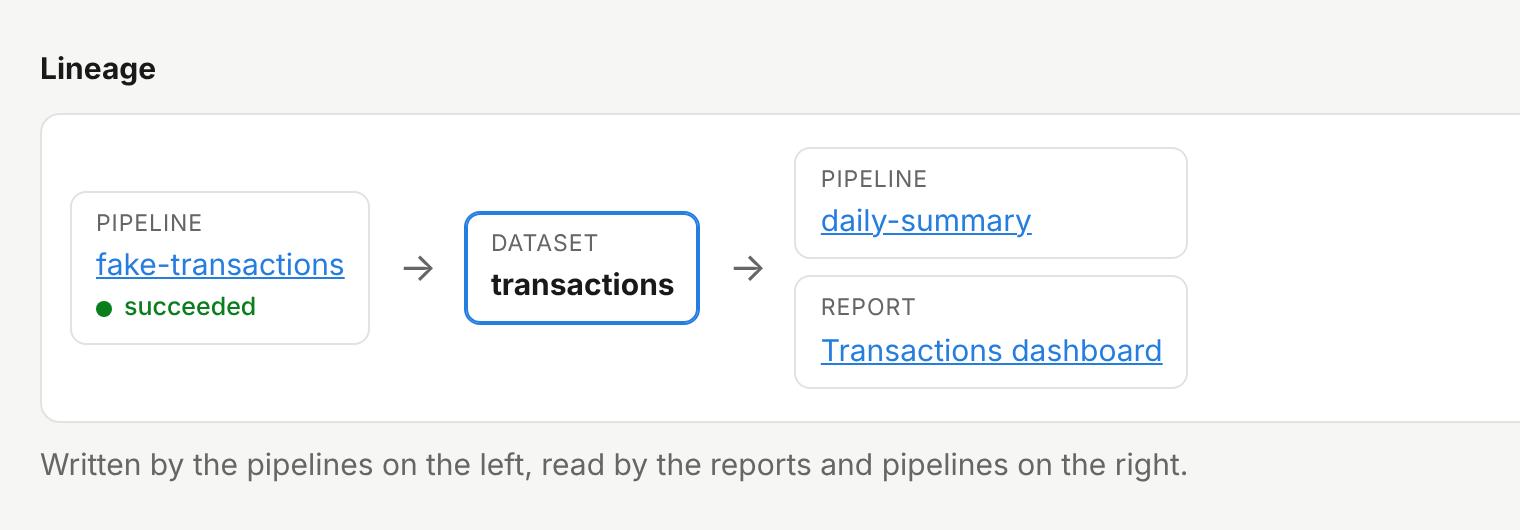 Lineage
PIPELINE
fake-transactions
succeeded
DATASET
transactions
PIPELINE
daily-summary
REPORT
Transactions dashboard
Written by the pipelines on the left, read by the reports and pipelines on the right.